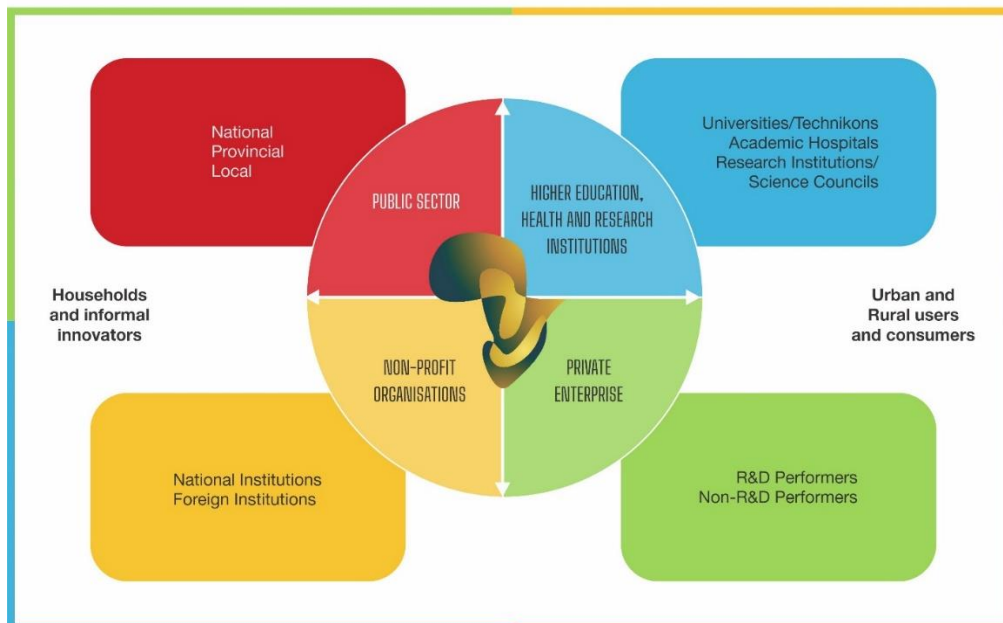 National
Provincial
Local
Universities/Technikons
Academic Hospitals
Research Institutions/
Science Councils
PUBLIC SECTOR
HIGHER EDUCATION,
HEALTH AND RESEARCH
INSTITUTIONS
Households
and informal
innovators
Urban and
Rural users
and consumers
NON-PROFIT
ORGANISATIONS
PRIVATE
ENTERPRISE
National Institutions
Foreign Institutions
R&D Performers
Non-R&D Performers